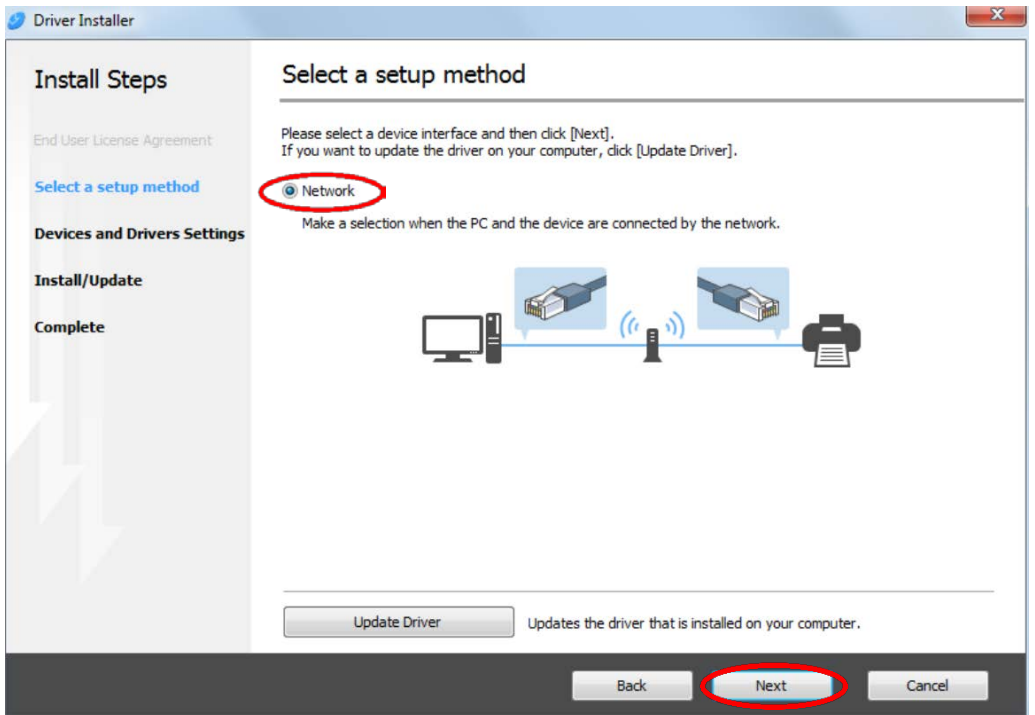 Driver Installer
Install Steps
End User License Agreement
Select a setup method
Devices and Drivers Settings
Install/Update
Complete
Select a setup method
Please select a device interface and then click [Next].
If you want to update the driver on your computer, click [Update Driver].
Network
Make a selection when the PC and the device are connected by the network.
Update Driver
Updates the driver that is installed on your computer.
Back
Next
Cancel